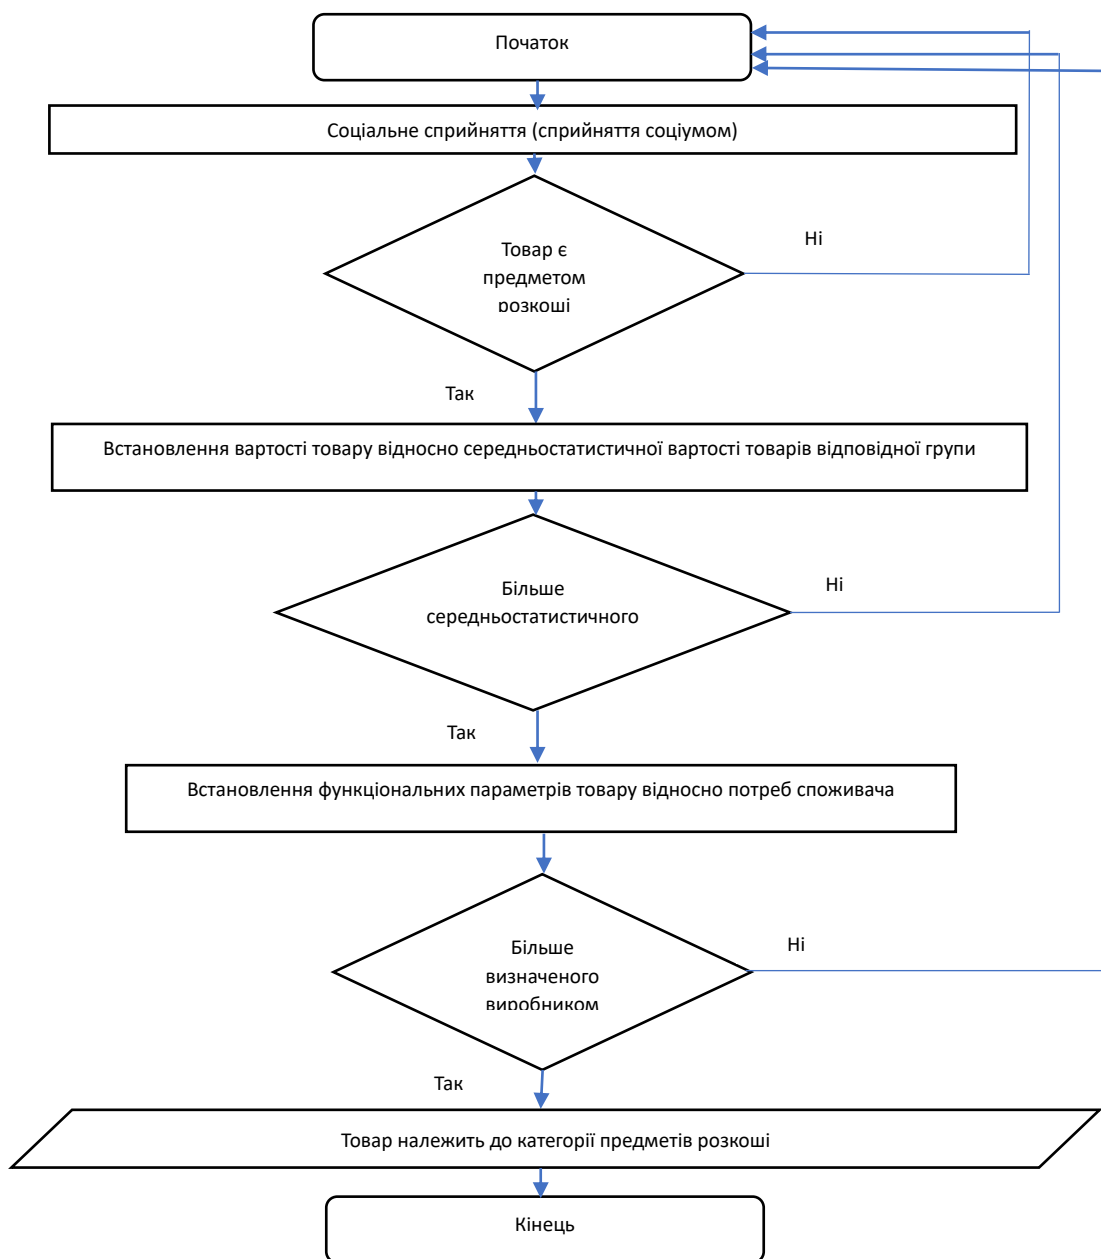 Початок
Соціальне сприйняття (сприйняття соціумом)
Ні
Товар є
предметом
розкоші
Так
Встановлення вартості товару відносно середньостатистичної вартості товарів відповідної групи
Ні
Більше
середньостатистичного
Так
Встановлення функціональних параметрів товару відносно потреб споживача
Ні
Більше
визначеного
виробником
Так
Товар належить до категорії предметів розкоші
Кінець